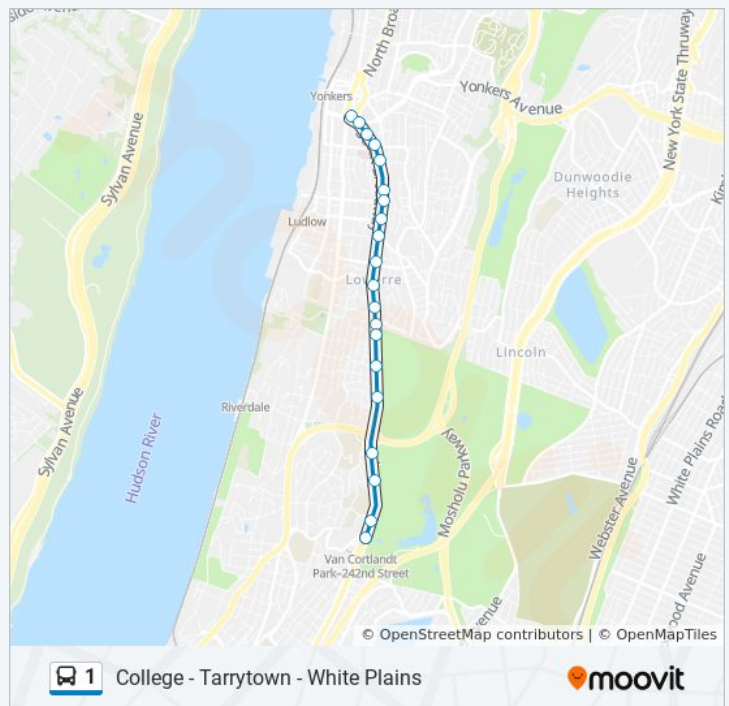 North Broa
Yonkers
Yonkers Avenue
New York State Thruway
Sylvan Avenue
Dunwoodie
Heights
Ludlow
Lowerre
Lincoln
Riverdale
Sylvan Avenue
Hudson River
Mosholu Parkway
White Plains Road
Webster Avenue
Van Cortlandt
Park–242nd Street
© OpenStreetMap contributors | © OpenMapTiles
1 College - Tarrytown - White Plains
moovit